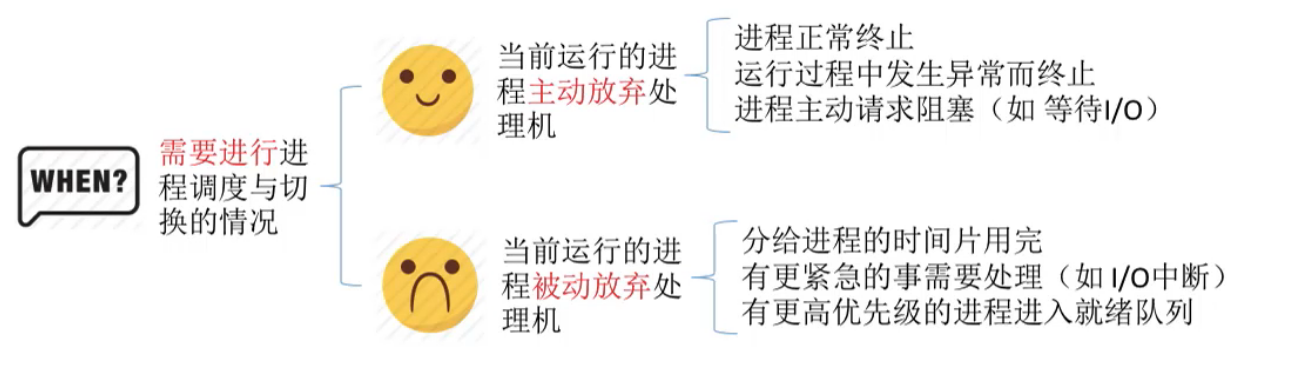 WHEN?
需要进行进
程调度与切
换的情况
当前运行的进
程主动放弃处
理机
进程正常终止
运行过程中发生异常而终止
进程主动请求阻塞（如 等待I/O）
当前运行的进
程被动放弃处
理机
分给进程的时间片用完
有更紧急的事需要处理（如 I/O中断）
有更高优先级的进程进入就绪队列